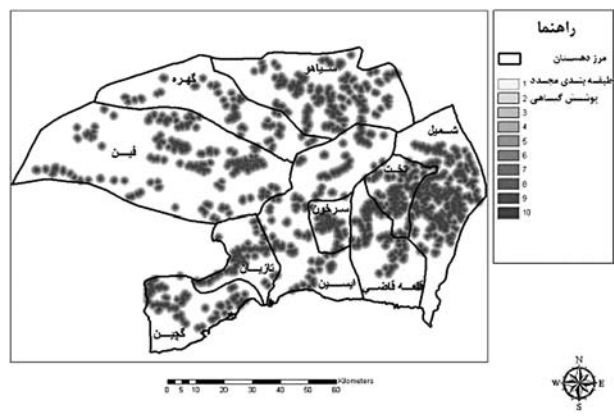 راهنما
مرز دهستان
طبقه بندی مجدد
پوشش گیاهی
1
2
3
4
5
6
7
8
9
10
سیاهو
گهره
شمیل
فین
تخت
سرخون
تازیان
قلعه قاضی
ایسین
گچین
Kilometers
0 5 10 20 30 40 50 60
N
W E
S